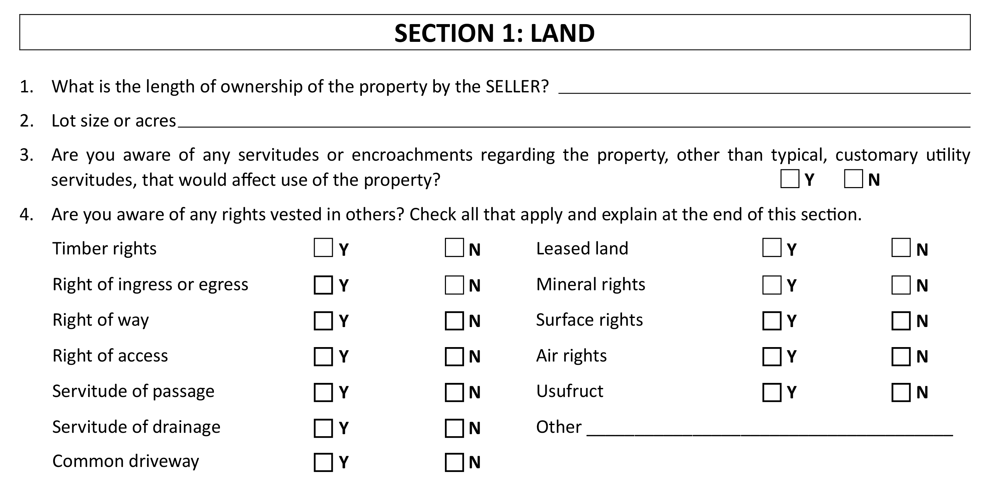 SECTION 1: LAND
1. What is the length of ownership of the property by the SELLER? 
2. Lot size or acres
3. Are you aware of any servitudes or encroachments regarding the property, other than typical, customary utility
servitudes, that would affect use of the property? Y N
4. Are you aware of any rights vested in others? Check all that apply and explain at the end of this section.
Timber rights Y N Leased land Y N
Right of ingress or egress Y N Mineral rights Y N
Right of way Y N Surface rights Y N
Right of access Y N Air rights Y N
Servitude of passage Y N Usufruct Y N
Servitude of drainage Y N Other
Common driveway Y N